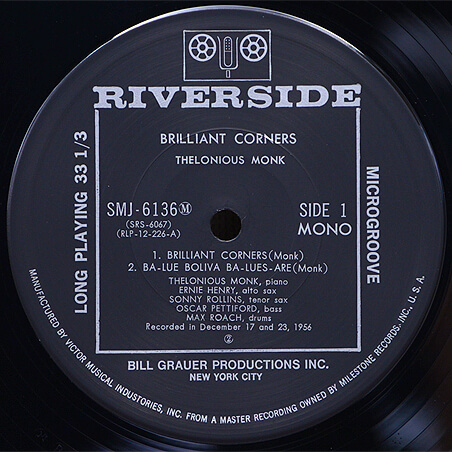 RIVERSIDE
BRILLIANT CORNERS
THELONIOUS MONK
LONG PLAYING 33 1/3
MICROGROOVE
SMJ-6136Ⓜ
(SRS-6067)
(RLP-12-226-A)
SIDE 1
MONO
1. BRILLIANT CORNERS(Monk)
2. BA-LUE BOLIVA BA-LUES-ARE(Monk)
THELONIOUS MONK, piano
ERNIE HENRY, alto sax
SONNY ROLLINS, tenor sax
OSCAR PETTIFORD, bass
MAX ROACH, drums
Recorded in December 17 and 23, 1956
②
BILL GRAUER PRODUCTIONS INC.
NEW YORK CITY
MANUFACTURED BY VICTOR MUSICAL INDUSTORIES, INC. FROM A MASTER RECORDING OWNED BY MILESTONE RECORDS, INC. U.S.A.